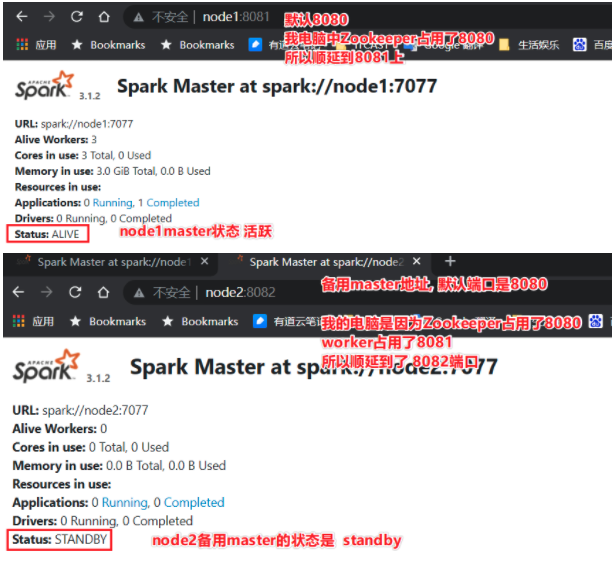 不安全 | node1:8081
默认8080
我电脑中Zookeeper占用了8080
所以顺延到8081上
应用 Bookmarks Bookmarks 生活娱乐
APACHE Spark 3.1.2 Spark Master at spark://node1:7077
URL: spark://node1:7077
Alive Workers: 3
Cores in use: 3 Total, 0 Used
Memory in use: 3.0 GiB Total, 0.0 B Used
Resources in use:
Applications: 0 Running, 1 Completed
Drivers: 0 Running, 0 Completed
Status: ALIVE
node1master状态 活跃
Spark Master at spark://node1 Spark Master at spark://node2
不安全 | node2:8082
备用master地址, 默认端口是8080
应用 Bookmarks Bookmarks 有道云笔
我的电脑是因为Zookeeper占用了8080
worker占用了8081
所以顺延到了 8082端口
APACHE Spark 3.1.2 Spark Master at spark://node2:7077
URL: spark://node2:7077
Alive Workers: 0
Cores in use: 0 Total, 0 Used
Memory in use: 0.0 B Total, 0.0 B Used
Resources in use:
Applications: 0 Running, 0 Completed
Drivers: 0 Running, 0 Completed
Status: STANDBY
node2备用master的状态是 standby